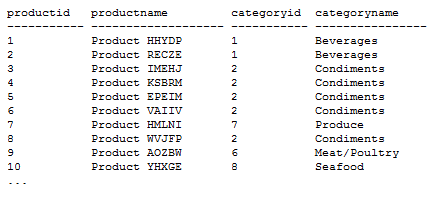 productid productname categoryid categoryname
----------- -------------------- ----------- ----------------
1 Product HHYDP 1 Beverages
2 Product RECZE 1 Beverages
3 Product IMEHJ 2 Condiments
4 Product KSBRM 2 Condiments
5 Product EPEIM 2 Condiments
6 Product VAIIV 2 Condiments
7 Product HMLNI 7 Produce
8 Product WVJFP 2 Condiments
9 Product AOZBW 6 Meat/Poultry
10 Product YHXGE 8 Seafood
...